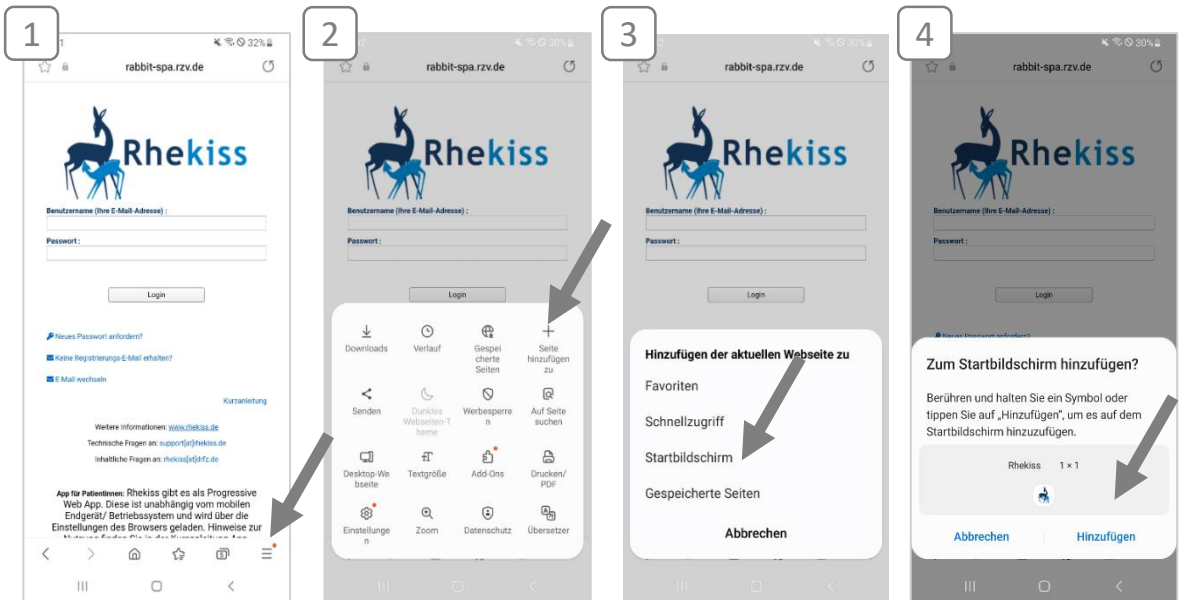 1
32%
rabbit-spa.rzv.de
Rhekiss
Benutzername (Ihre E-Mail-Adresse) :
Passwort :
Login
Neues Passwort anfordern?
Keine Registrierungs-E-Mail erhalten?
E-Mail wechseln
Kurzanleitung
Weitere Informationen: www.rhekiss.de
Technische Fragen an: support[at]rhekiss.de
Inhaltliche Fragen an: rhekiss[at]drfz.de
App für Patientinnen: Rhekiss gibt es als Progressive
Web App. Diese ist unabhängig vom mobilen
Endgerät/ Betriebssystem und wird über die
Einstellungen des Browsers geladen. Hinweise zur
2
30%
rabbit-spa.rzv.de
Rhekiss
Benutzername (Ihre E-Mail-Adresse) :
Passwort :
Login
Downloads
Verlauf
Gespei
cherte
Seiten
Seite
hinzufügen
zu
Senden
Dunkles
Webseiten-T
heme
Werbesperre
n
Auf Seite
suchen
Desktop-We
bseite
Textgröße
Add-Ons
Drucken/
PDF
Einstellunge
n
Zoom
Datenschutz
Übersetzer
3
30%
rabbit-spa.rzv.de
Rhekiss
Benutzername (Ihre E-Mail-Adresse) :
Passwort :
Login
Hinzufügen der aktuellen Webseite zu
Favoriten
Schnellzugriff
Startbildschirm
Gespeicherte Seiten
Abbrechen
4
30%
rabbit-spa.rzv.de
Rhekiss
Benutzername (Ihre E-Mail-Adresse) :
Passwort :
Login
Neues Passwort anfordern?
Zum Startbildschirm hinzufügen?
Berühren und halten Sie ein Symbol oder
tippen Sie auf „Hinzufügen", um es auf dem
Startbildschirm hinzuzufügen.
Rhekiss 1 × 1
Abbrechen
Hinzufügen